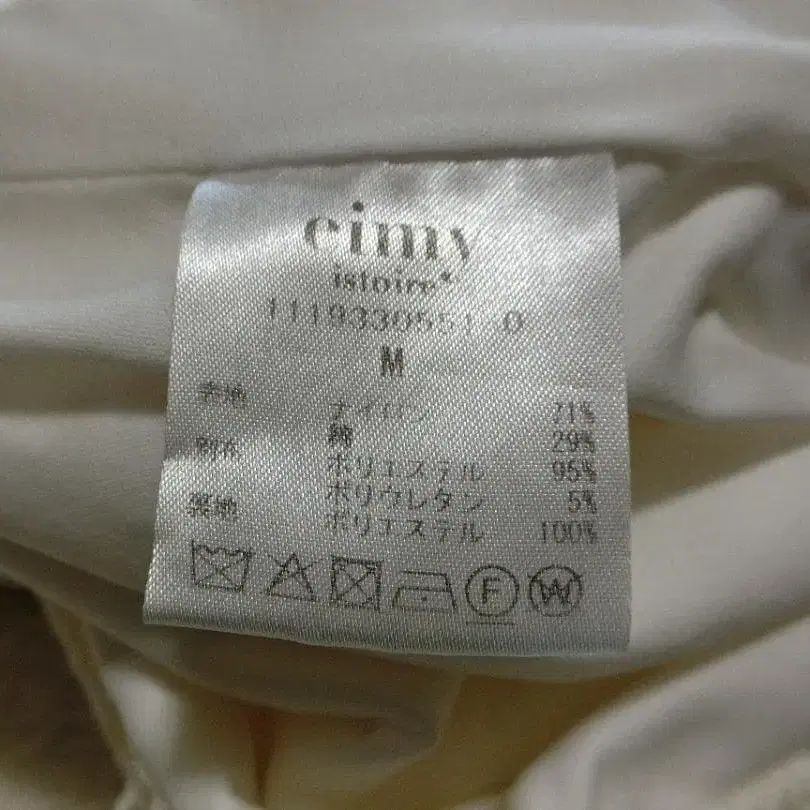 eimy
istoire*
1119330551 0
M
表地 ナイロン 71%
綿 29%
別布 ポリエステル 95%
ポリウレタン 5%
裏地 ポリエステル 100%
F W